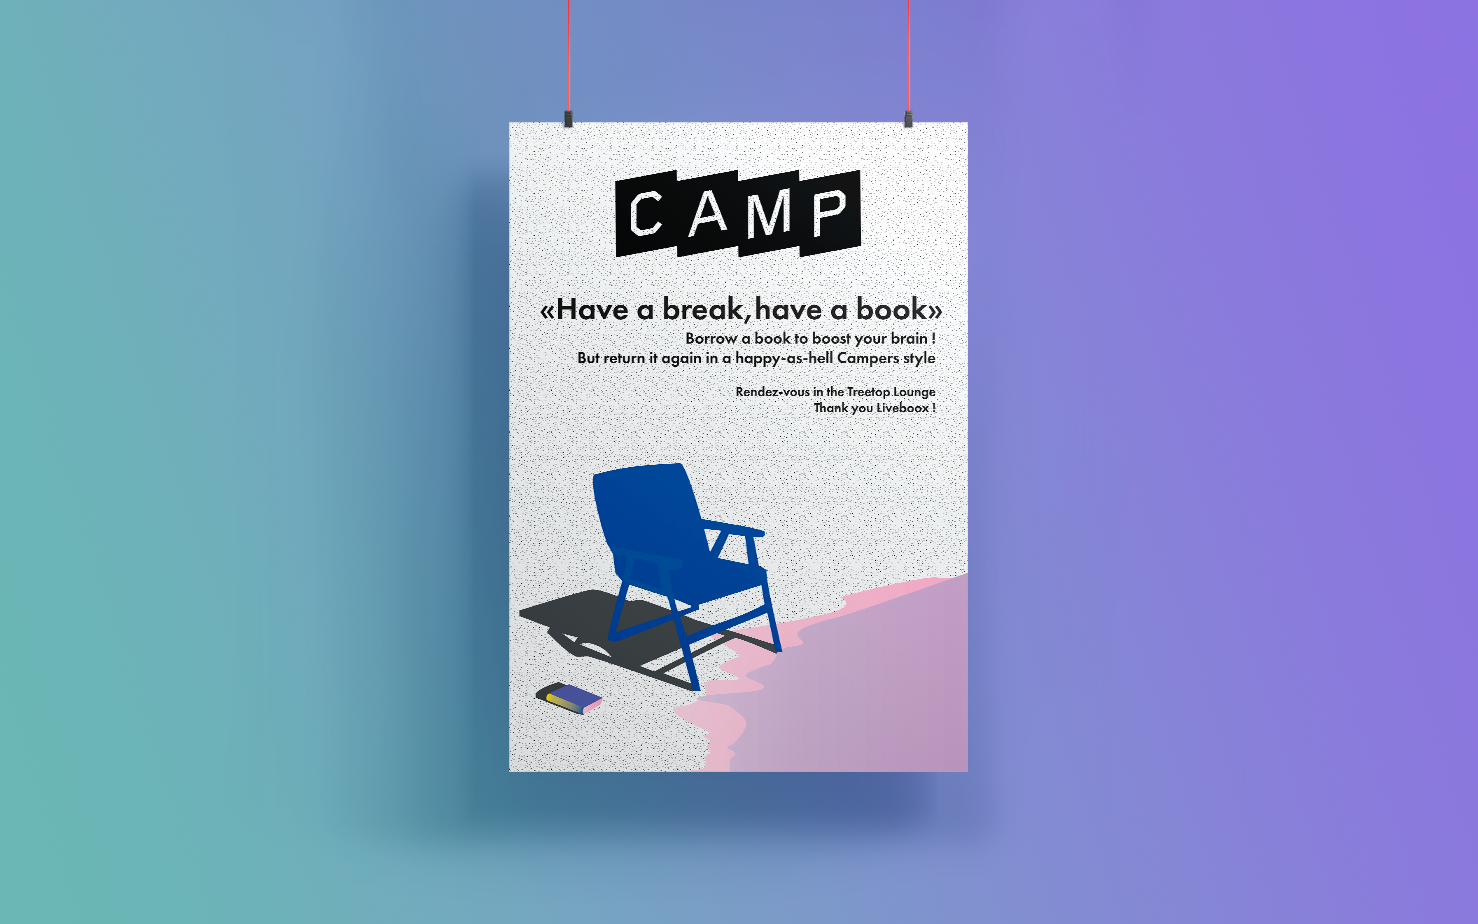 CAMP
«Have a break, have a book»
Borrow a book to boost your brain !
But return it again in a happy-as-hell Campers style
Rendez-vous in the Treetop Lounge
Thank you Liveboox !